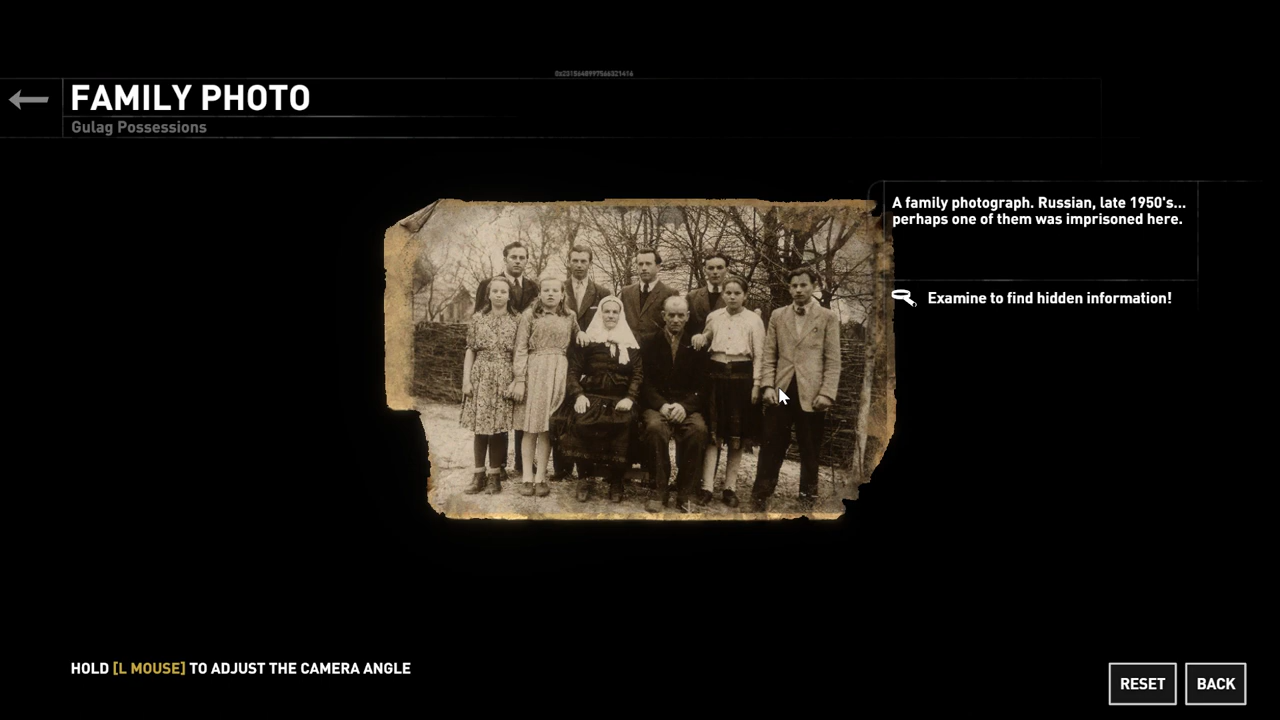 0x2315648997566321416
FAMILY PHOTO
Gulag Possessions
A family photograph. Russian, late 1950's...
perhaps one of them was imprisoned here.
Examine to find hidden information!
HOLD [L MOUSE] TO ADJUST THE CAMERA ANGLE
RESET
BACK